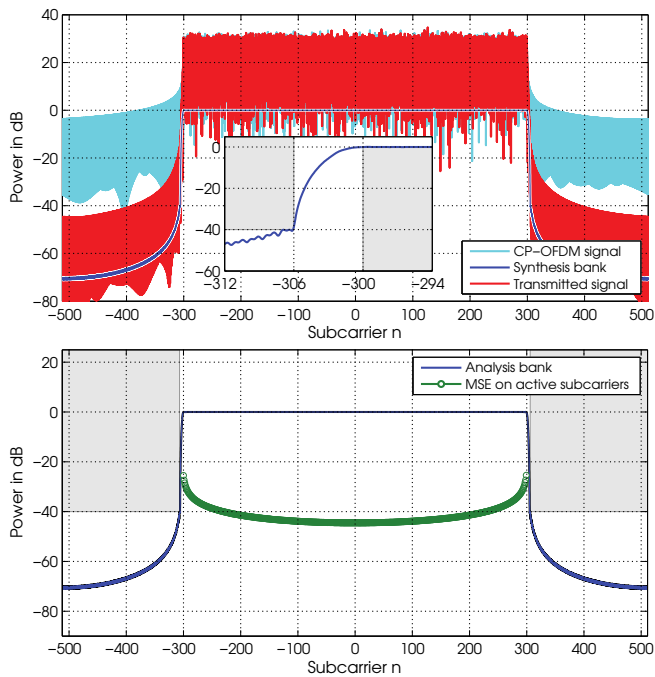 40
20
0
−20
−40
−60
−80
Power in dB
0
−20
−40
−60
−312
−306
−300
−294
CP−OFDM signal
Synthesis bank
Transmitted signal
−500 −400 −300 −200 −100 0 100 200 300 400 500
Subcarrier n
20
0
−20
−40
−60
−80
Power in dB
Analysis bank
MSE on active subcarriers
−500 −400 −300 −200 −100 0 100 200 300 400 500
Subcarrier n